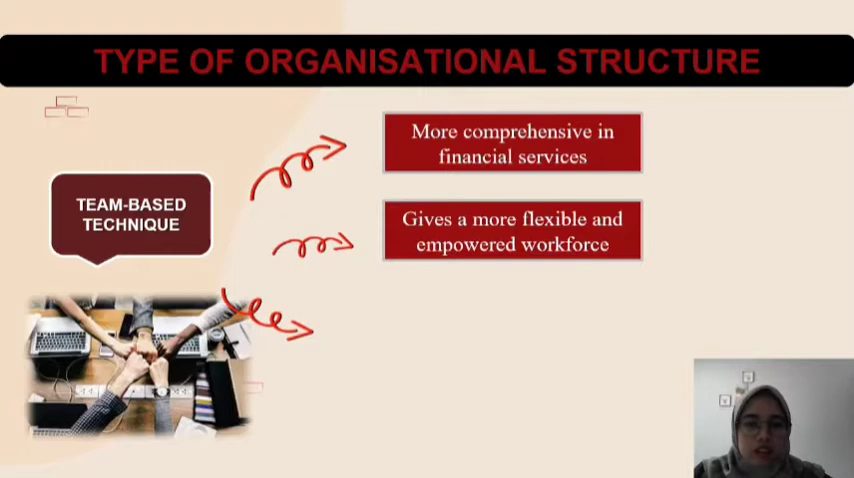 TYPE OF ORGANISATIONAL STRUCTURE
TEAM-BASED
TECHNIQUE
More comprehensive in
financial services
Gives a more flexible and
empowered workforce